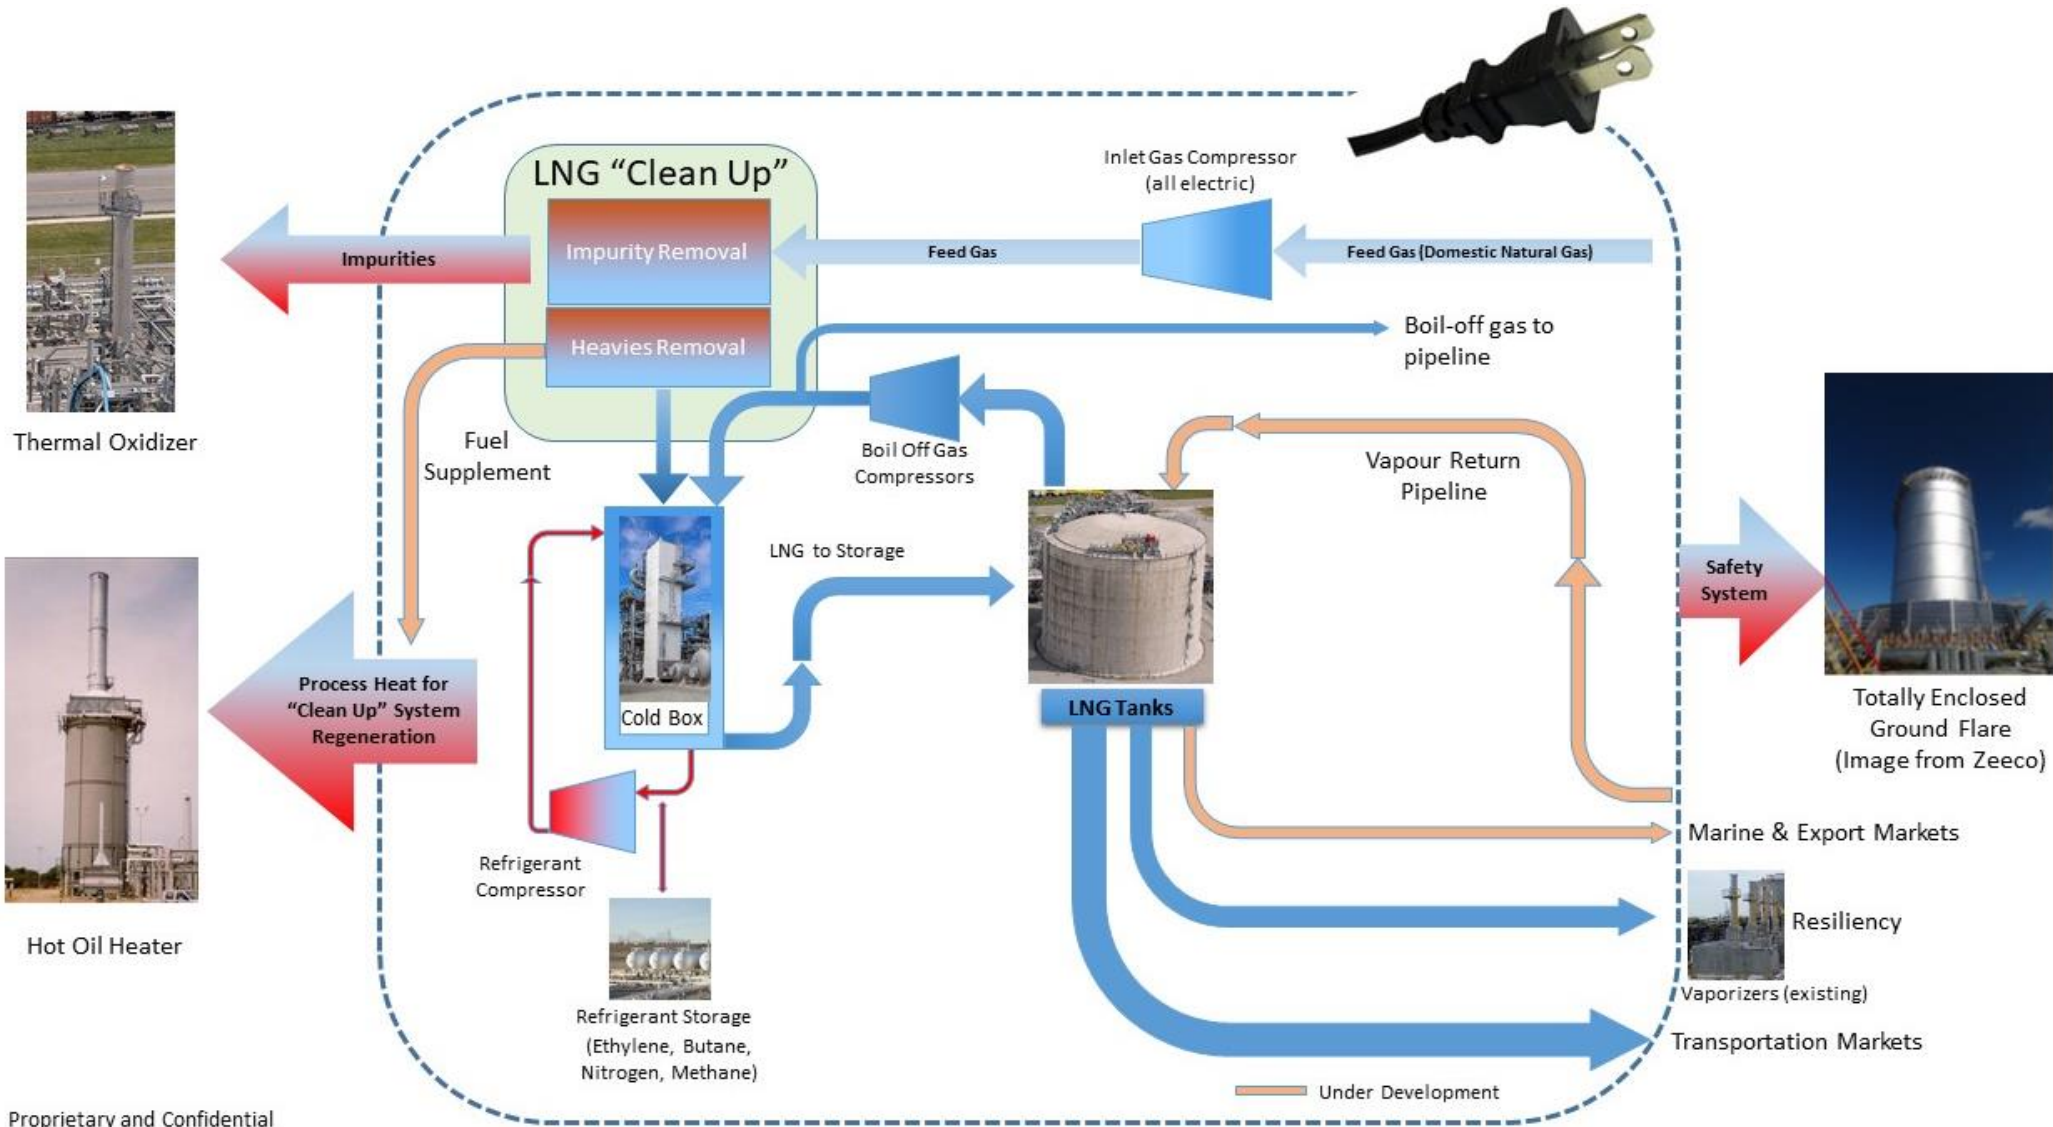 LNG “Clean Up”
Inlet Gas Compressor
(all electric)
Impurities
Impurity Removal
Feed Gas
Feed Gas (Domestic Natural Gas)
Heavies Removal
Boil-off gas to
pipeline
Thermal Oxidizer
Fuel
Supplement
Boil Off Gas
Compressors
Vapour Return
Pipeline
LNG to Storage
Safety
System
Process Heat for
“Clean Up” System
Regeneration
Cold Box
LNG Tanks
Totally Enclosed
Ground Flare
(Image from Zeeco)
Marine & Export Markets
Refrigerant
Compressor
Hot Oil Heater
Resiliency
Vaporizers (existing)
Refrigerant Storage
(Ethylene, Butane,
Nitrogen, Methane)
Transportation Markets
Under Development
Proprietary and Confidential